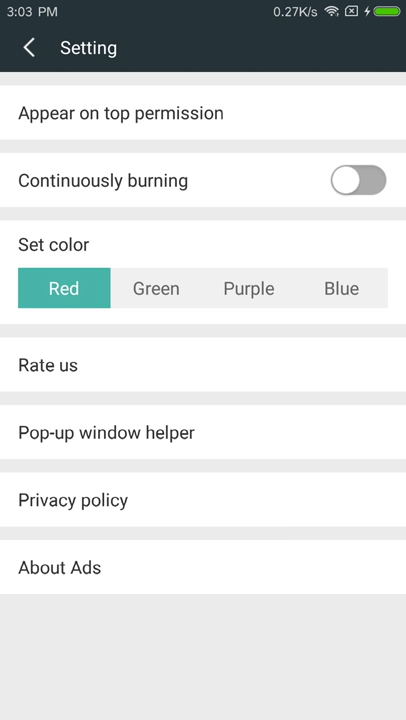 3:03 PM 0.27K/s
Setting
Appear on top permission
Continuously burning
Set color
Red Green Purple Blue
Rate us
Pop-up window helper
Privacy policy
About Ads